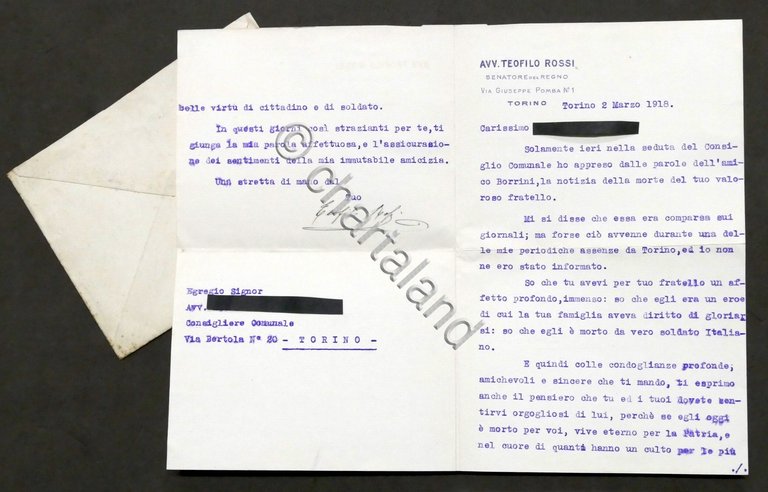 AVV. TEOFILO ROSSI
SENATORE DEL REGNO
VIA GIUSEPPE POMBA Nº 1
TORINO
Torino 2 Marzo 1918.
Carissimo
Solamente ieri nella seduta del Consi-
glio Comunale ho appreso dalle parole dell'ami-
co Borrini, la notizia della morte del tuo valo-
roso fratello.
Mi si disse che essa era comparsa sui
giornali; ma forse ciò avvenne durante una del-
le mie periodiche assenze da Torino, ed io non
ne ero stato informato.
So che tu avevi per tuo fratello un af-
fetto profondo, immenso: so che egli era un eroe
di cui la tua famiglia aveva diritto di gloriar
si: so che egli è morto da vero soldato Italia-
no.
E quindi colle condoglianze profonde,
amichevoli e sincere che ti mando, ti esprimo
anche il pensiero che tu ed i tuoi dovete sen-
tirvi orgogliosi di lui, perchè se egli oggi
è morto per voi, vive eterno per la Patria, e
nel cuore di quanti hanno un culto per le più
./.
belle virtù di cittadino e di soldato.
In questi giorni così strazianti per te, ti
giunga la mia parola affettuosa, e l'assicurazio-
ne dei sentimenti della mia immutabile amicizia.
Una stretta di mano dal
Tuo
Egregio Signor
AVV.
Consigliere Comunale
Via Bertola Nº 20 - TORINO -
© chartaland